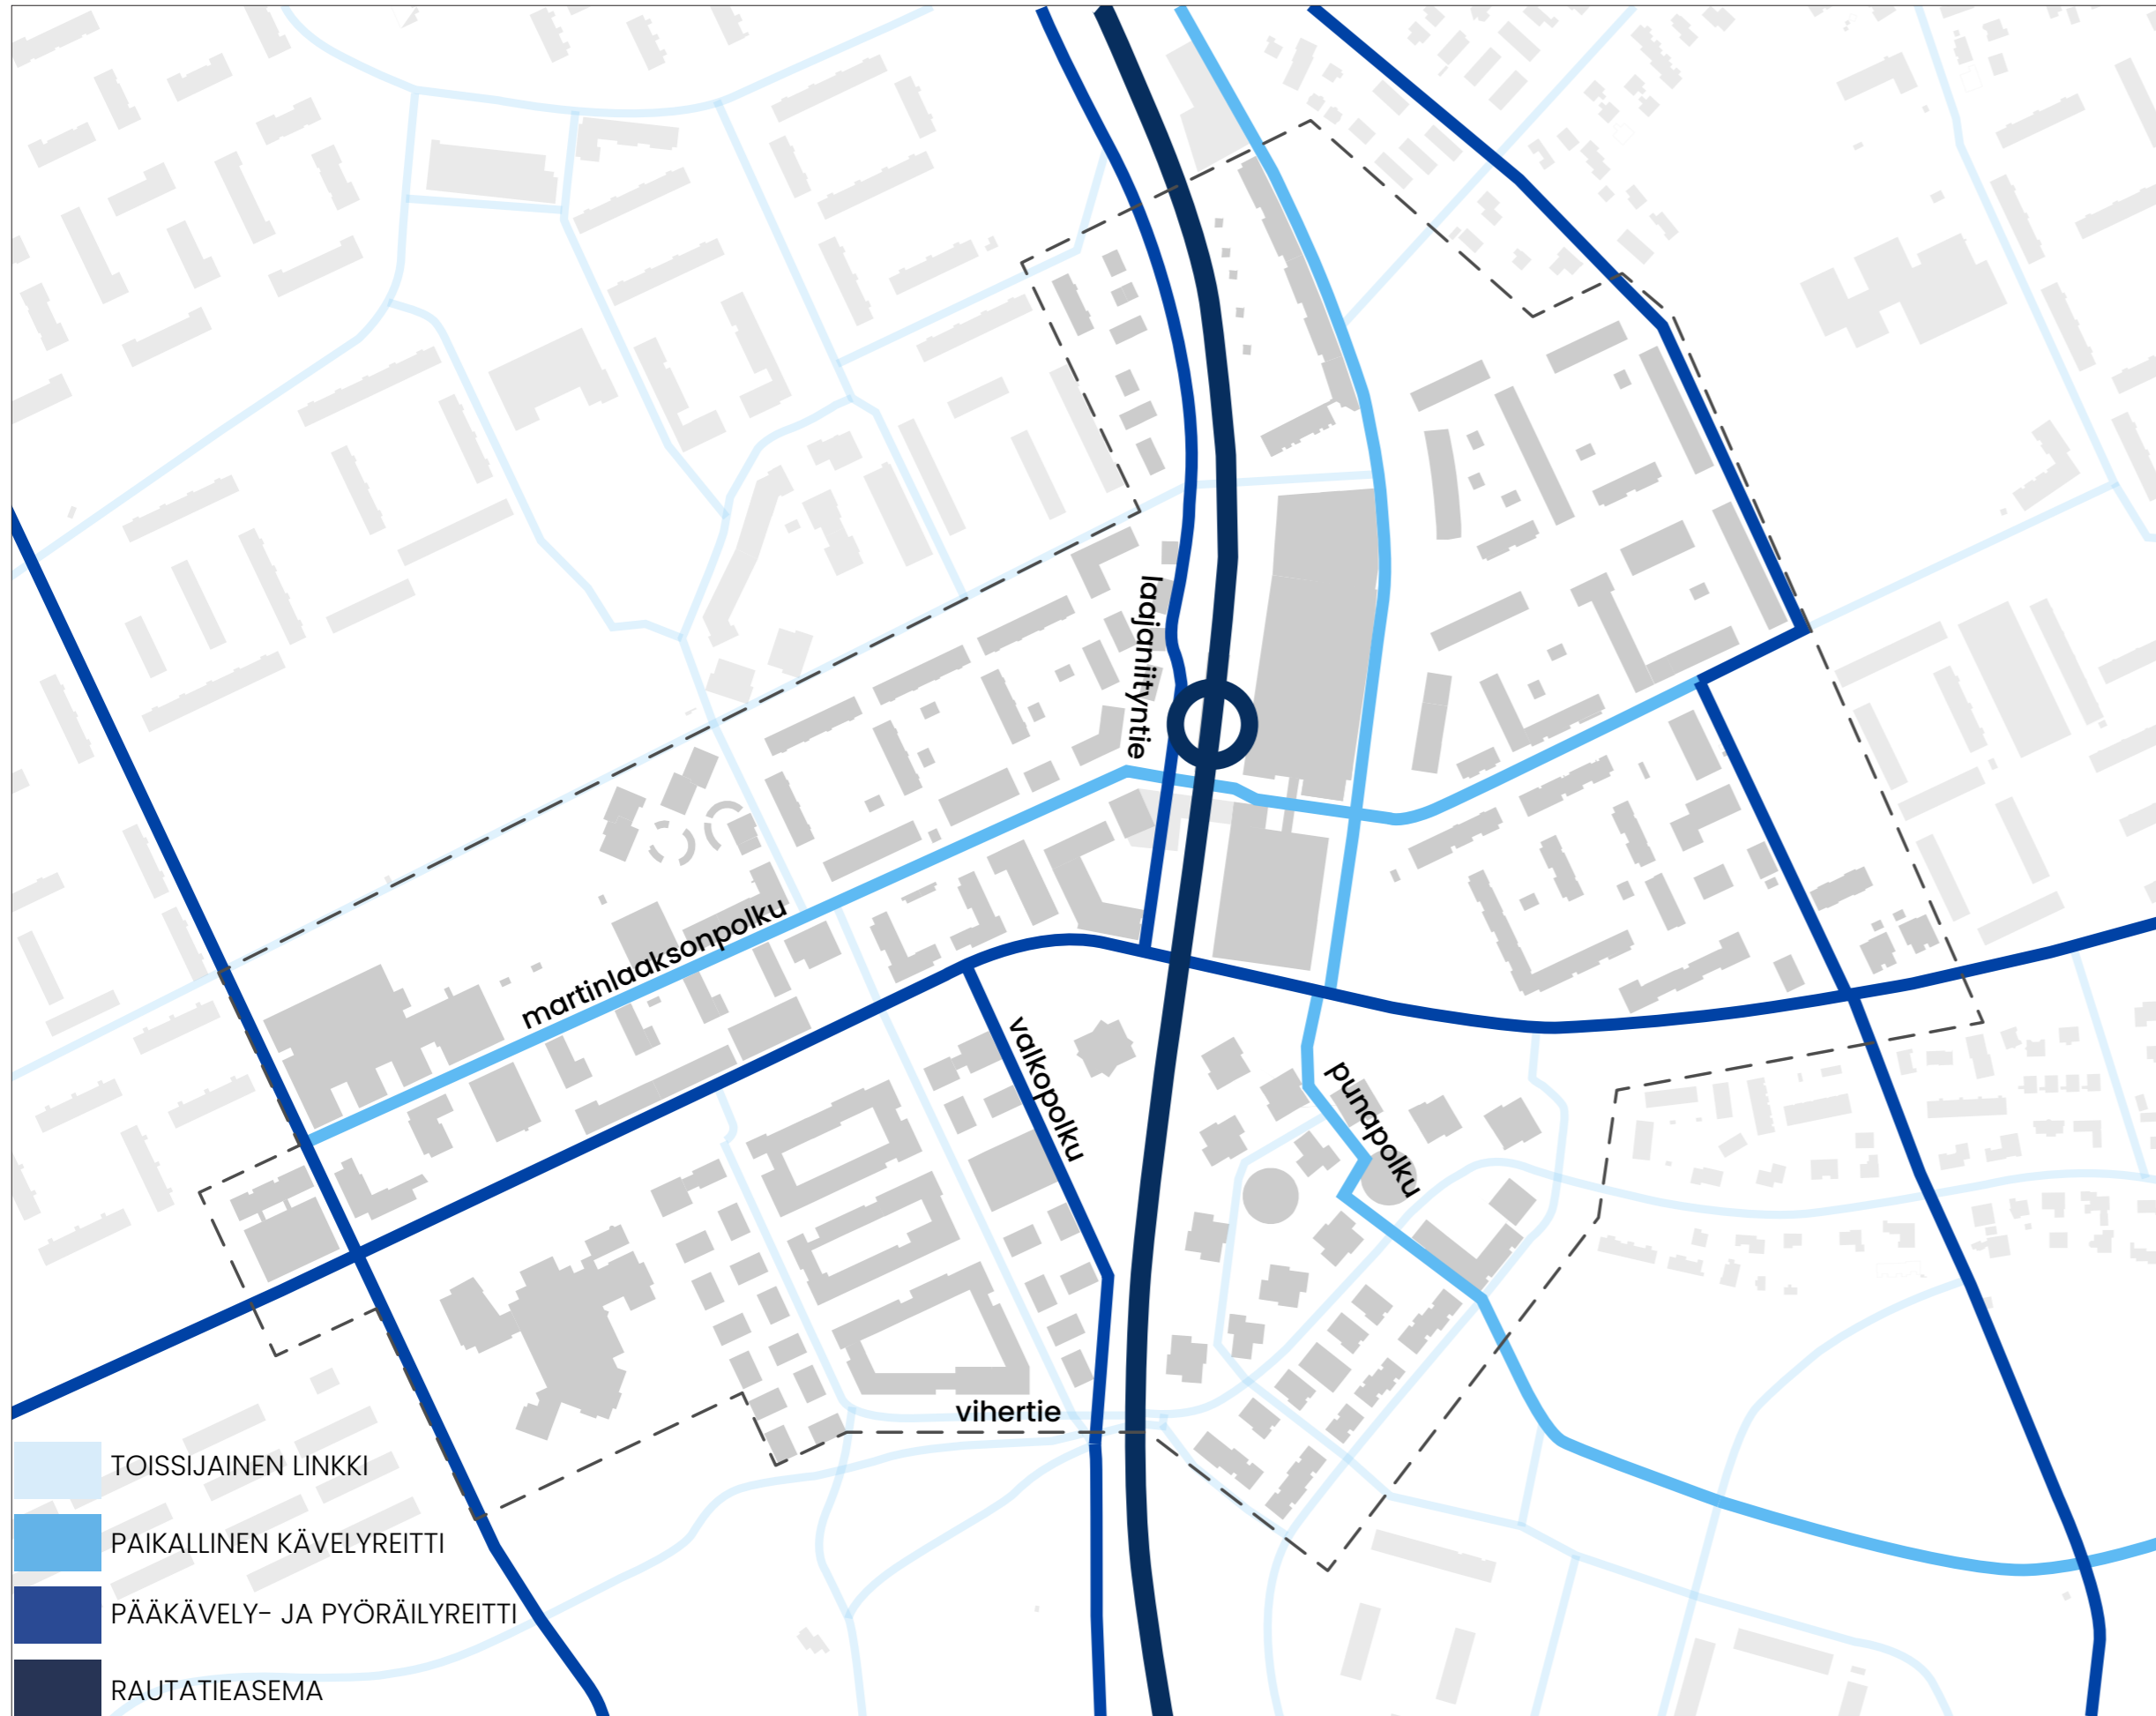 laajaniityntie
martinlaaksonpolku
valkopolku
punapolku
vihertie
TOISSIJAINEN LINKKI
PAIKALLINEN KÄVELYREITTI
PÄÄKÄVELY- JA PYÖRÄILYREITTI
RAUTATIEASEMA